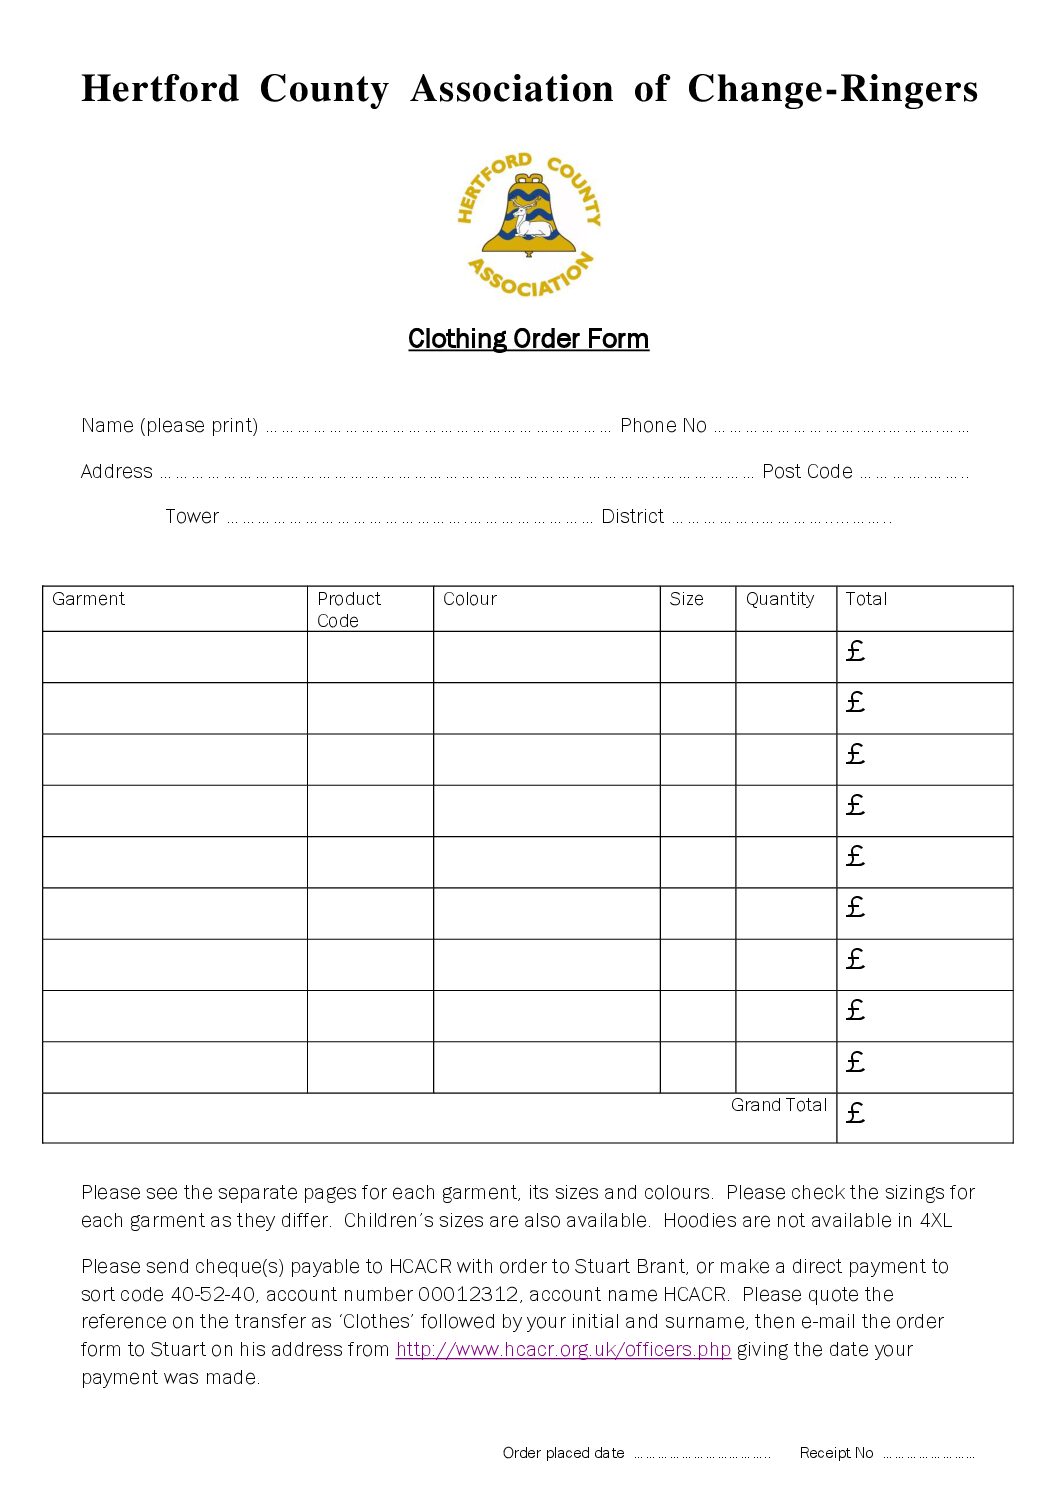 Hertford County Association of Change-Ringers
HERTFORD COUNTY
ASSOCIATION
Clothing Order Form
Name (please print) ………………………………………………………… Phone No ……………………….…..……….……
Address …………………………………………………………………………………..……………… Post Code ………….……..
Tower ……………………………………….…………………… District ……………..…………..…..……..
Garment Product Code Colour Size Quantity Total
£
£
£
£
£
£
£
£
£
Grand Total £
Please see the separate pages for each garment, its sizes and colours.  Please check the sizings for
each garment as they differ.  Children’s sizes are also available.  Hoodies are not available in 4XL
Please send cheque(s) payable to HCACR with order to Stuart Brant, or make a direct payment to
sort code 40-52-40, account number 00012312, account name HCACR.  Please quote the
reference on the transfer as ‘Clothes’ followed by your initial and surname, then e-mail the order
form to Stuart on his address from http://www.hcacr.org.uk/officers.php giving the date your
payment was made.
Order placed date …………………………….. Receipt No ……………………